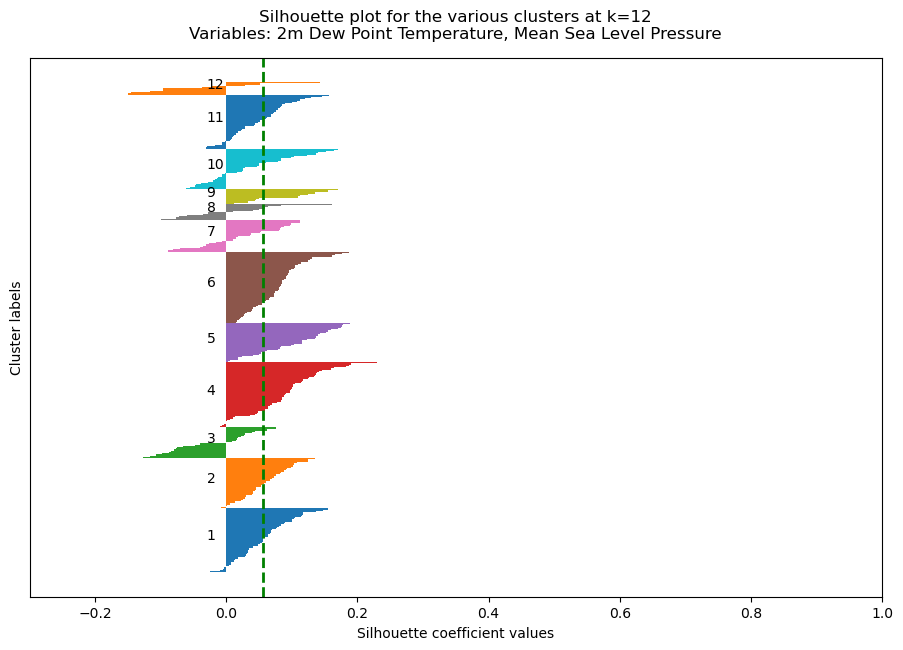 Silhouette plot for the various clusters at k=12
Variables: 2m Dew Point Temperature, Mean Sea Level Pressure
12
11
10
9
8
7
6
5
4
3
2
1
Cluster labels
−0.2 0.0 0.2 0.4 0.6 0.8 1.0
Silhouette coefficient values